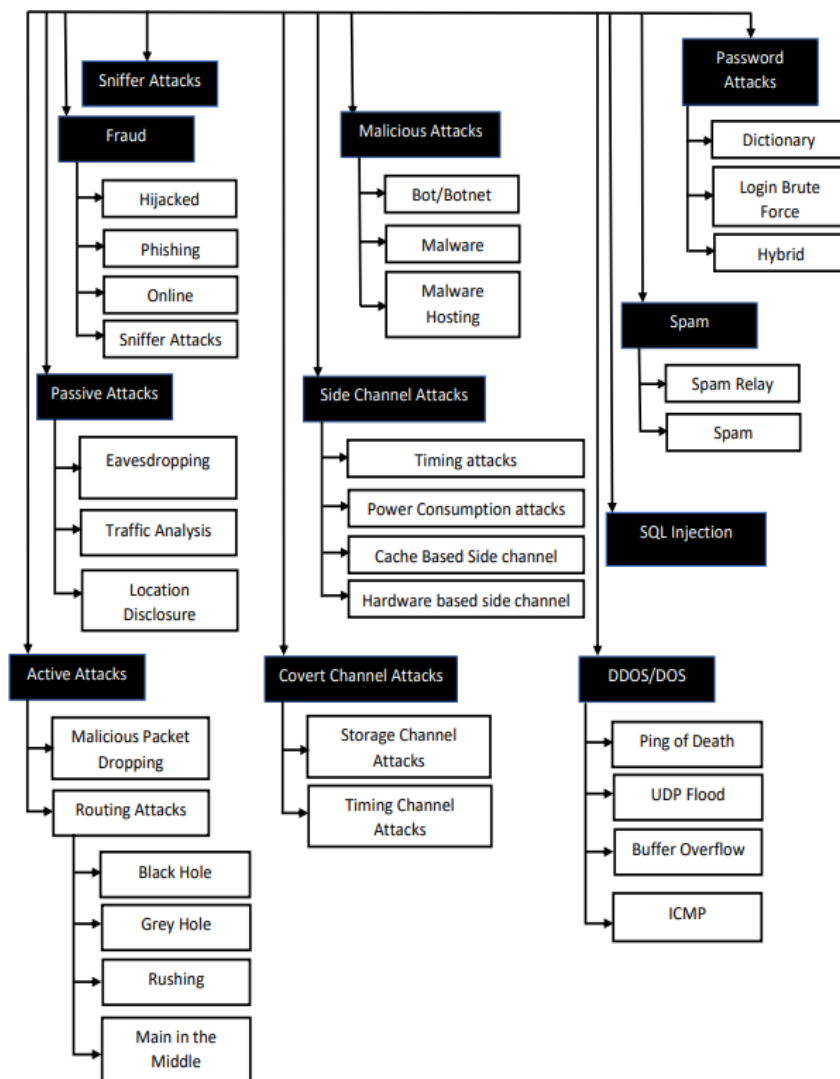 Sniffer Attacks
Fraud
Hijacked
Phishing
Online
Sniffer Attacks
Passive Attacks
Eavesdropping
Traffic Analysis
Location
Disclosure
Active Attacks
Malicious Packet
Dropping
Routing Attacks
Black Hole
Grey Hole
Rushing
Main in the
Middle
Malicious Attacks
Bot/Botnet
Malware
Malware
Hosting
Side Channel Attacks
Timing attacks
Power Consumption attacks
Cache Based Side channel
Hardware based side channel
Covert Channel Attacks
Storage Channel
Attacks
Timing Channel
Attacks
Password
Attacks
Dictionary
Login Brute
Force
Hybrid
Spam
Spam Relay
Spam
SQL Injection
DDOS/DOS
Ping of Death
UDP Flood
Buffer Overflow
ICMP